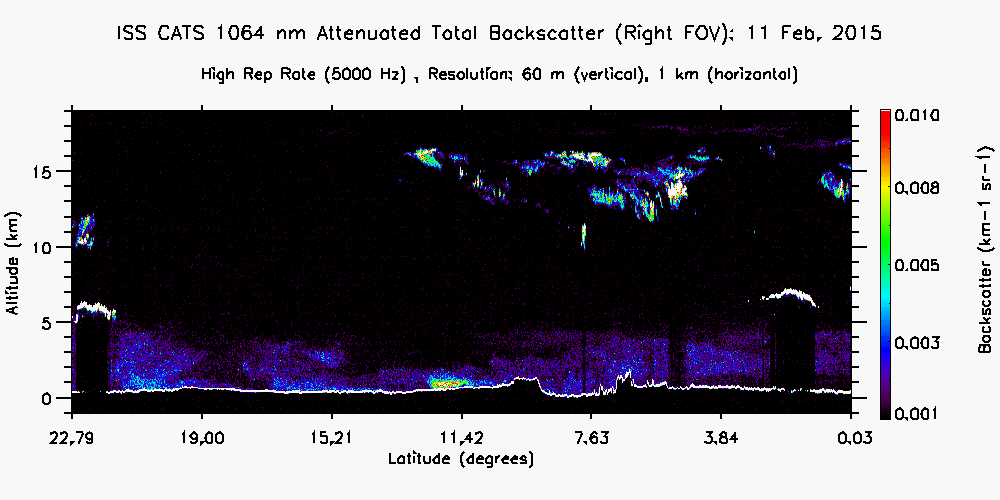 ISS CATS 1064 nm Attenuated Total Backscatter (Right FOV): 11 Feb, 2015
High Rep Rate (5000 Hz) , Resolution: 60 m (vertical), 1 km (horizontal)
Altitude (km)
15
10
5
0
22.79 19.00 15.21 11.42 7.63 3.84 0.03
Latitude (degrees)
0.010
0.008
0.005
0.003
0.001
Backscatter (km-1 sr-1)